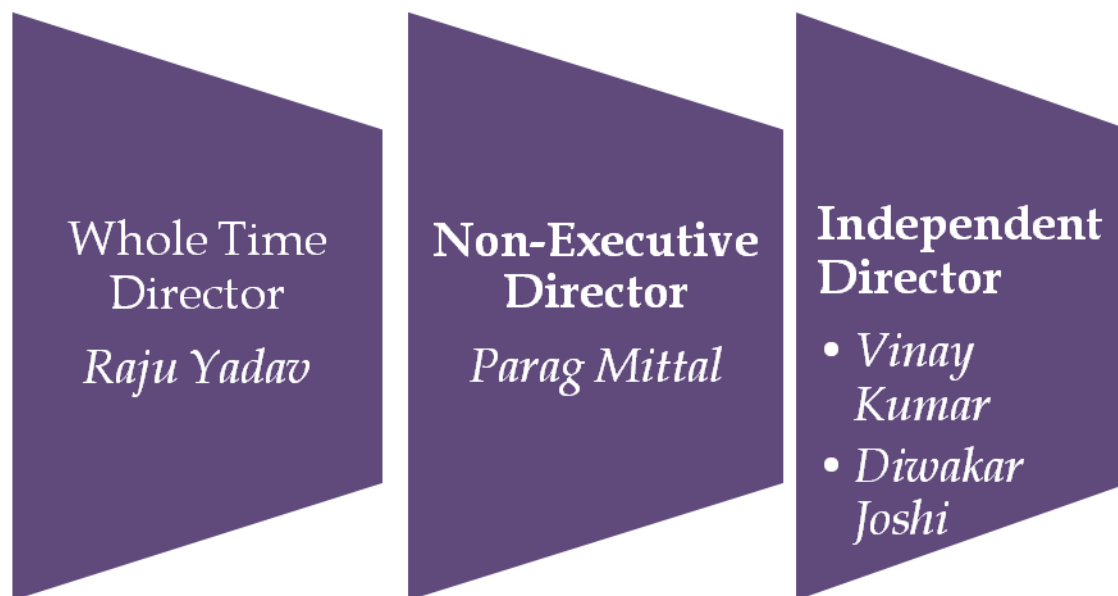 Whole Time
Director
Raju Yadav
Non-Executive
Director
Parag Mittal
Independent
Director
• Vinay
Kumar
• Diwakar
Joshi